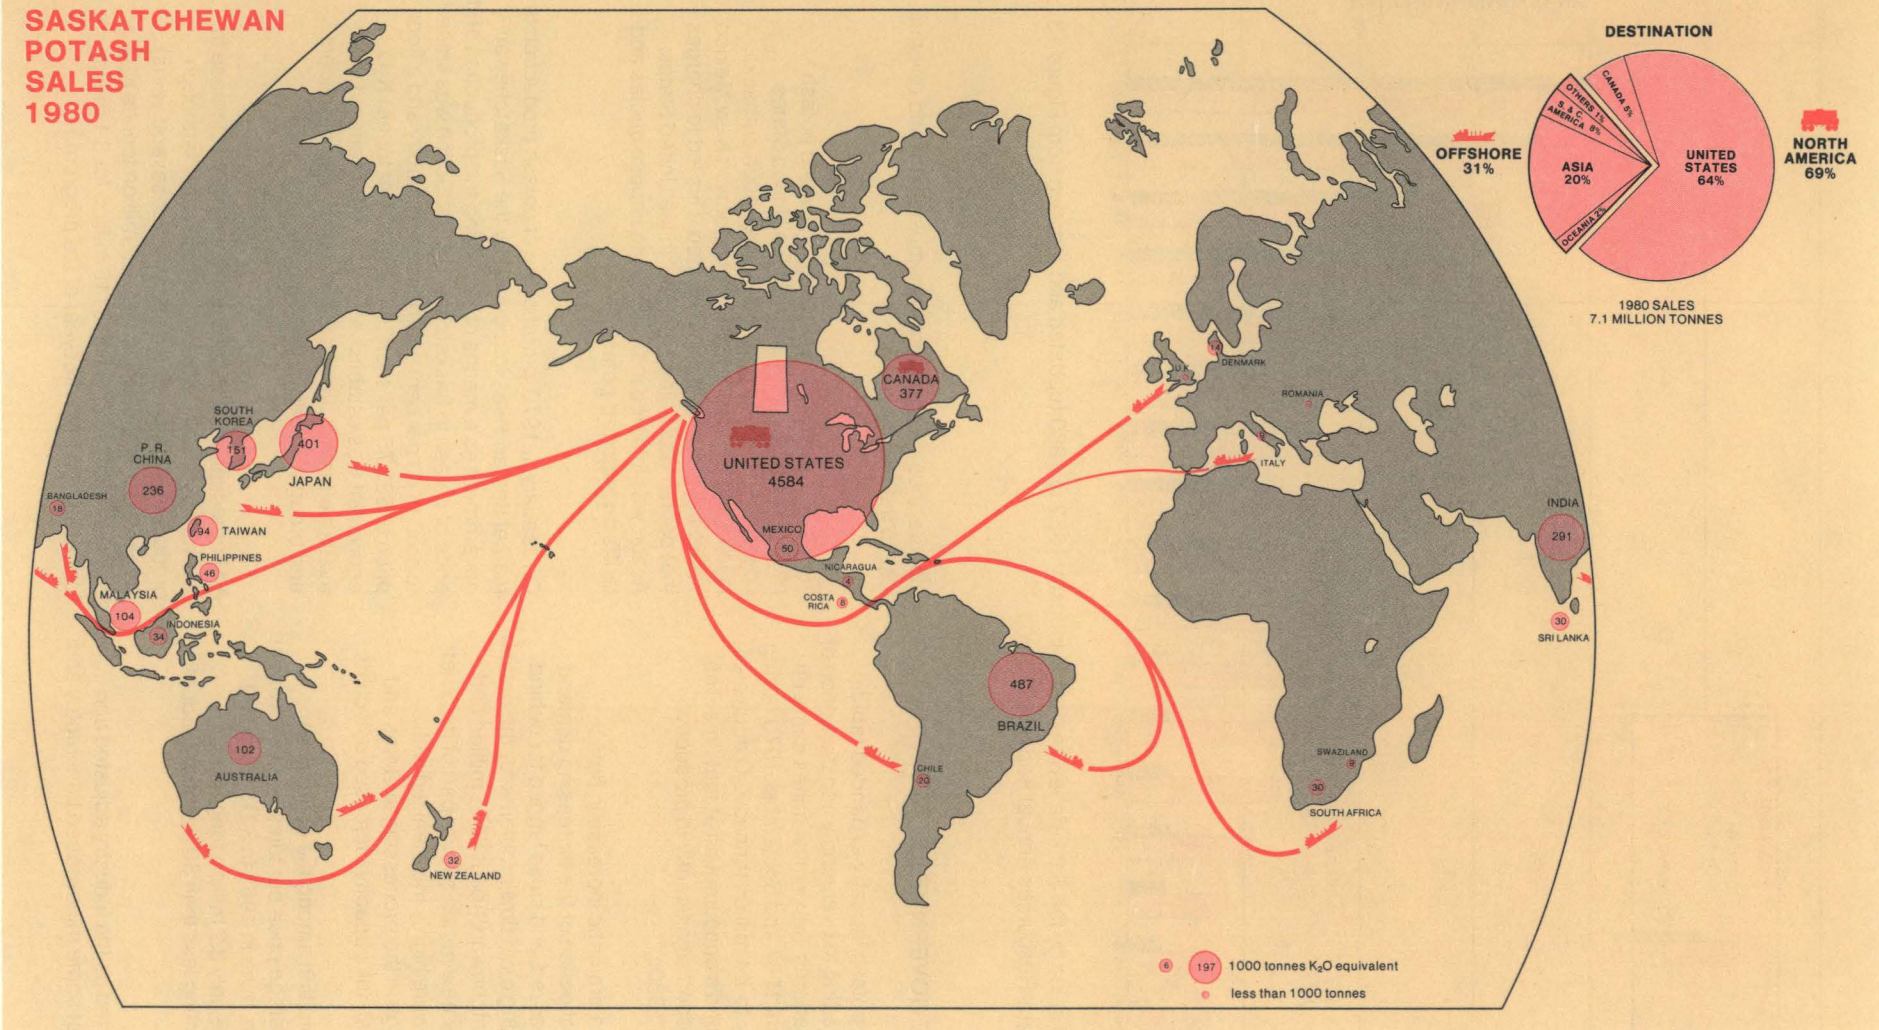 SASKATCHEWAN
POTASH
SALES
1980
DESTINATION
CANADA 5%
OTHERS 1%
S. & C.
AMERICA 8%
ASIA
20%
OCEANIA 2%
UNITED
STATES
64%
OFFSHORE
31%
NORTH
AMERICA
69%
1980 SALES
7.1 MILLION TONNES
CANADA
377
UNITED STATES
4584
MEXICO
50
NICARAGUA
4
COSTA
RICA
8
SOUTH
KOREA
151
401
JAPAN
P. R.
CHINA
236
BANGLADESH
18
94
TAIWAN
PHILIPPINES
46
MALAYSIA
104
INDONESIA
34
102
AUSTRALIA
32
NEW ZEALAND
487
BRAZIL
CHILE
20
14
DENMARK
U.K.
ROMANIA
ITALY
INDIA
291
30
SRI LANKA
SWAZILAND
30
SOUTH AFRICA
6
197
1000 tonnes K₂O equivalent
less than 1000 tonnes